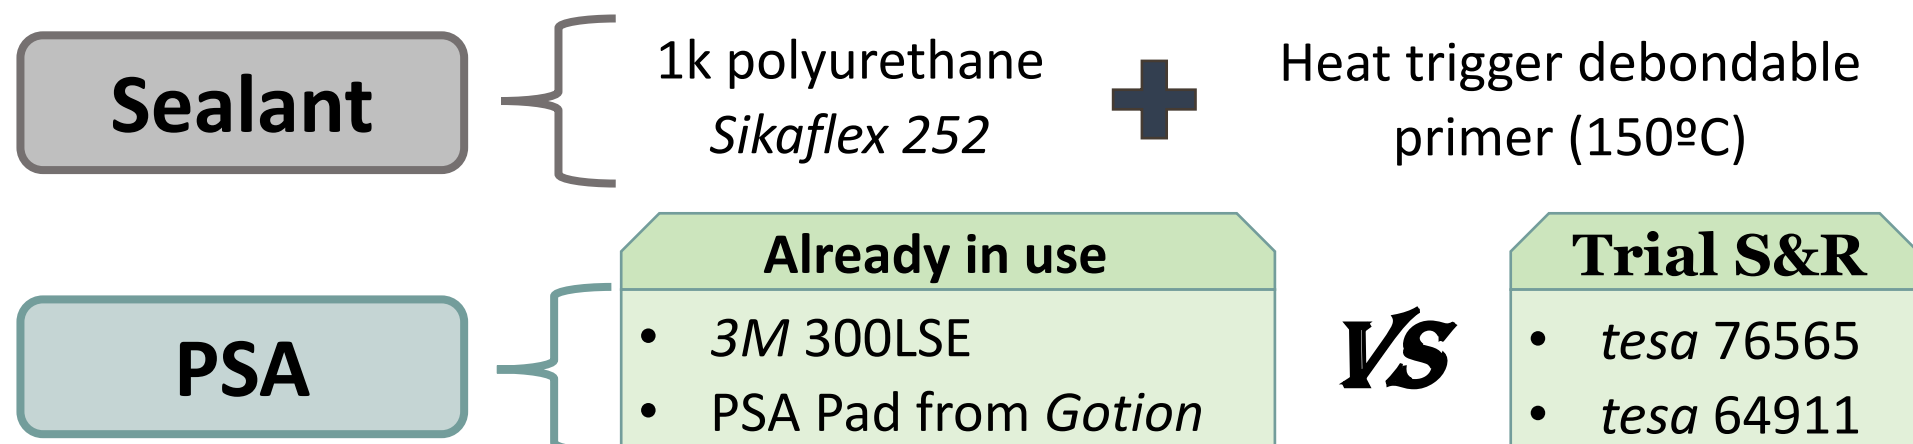 Sealant
1k polyurethane
Sikaflex 252
Heat trigger debondable
primer (150ºC)
PSA
Already in use
• 3M 300LSE
• PSA Pad from Gotion
VS
Trial S&R
• tesa 76565
• tesa 64911